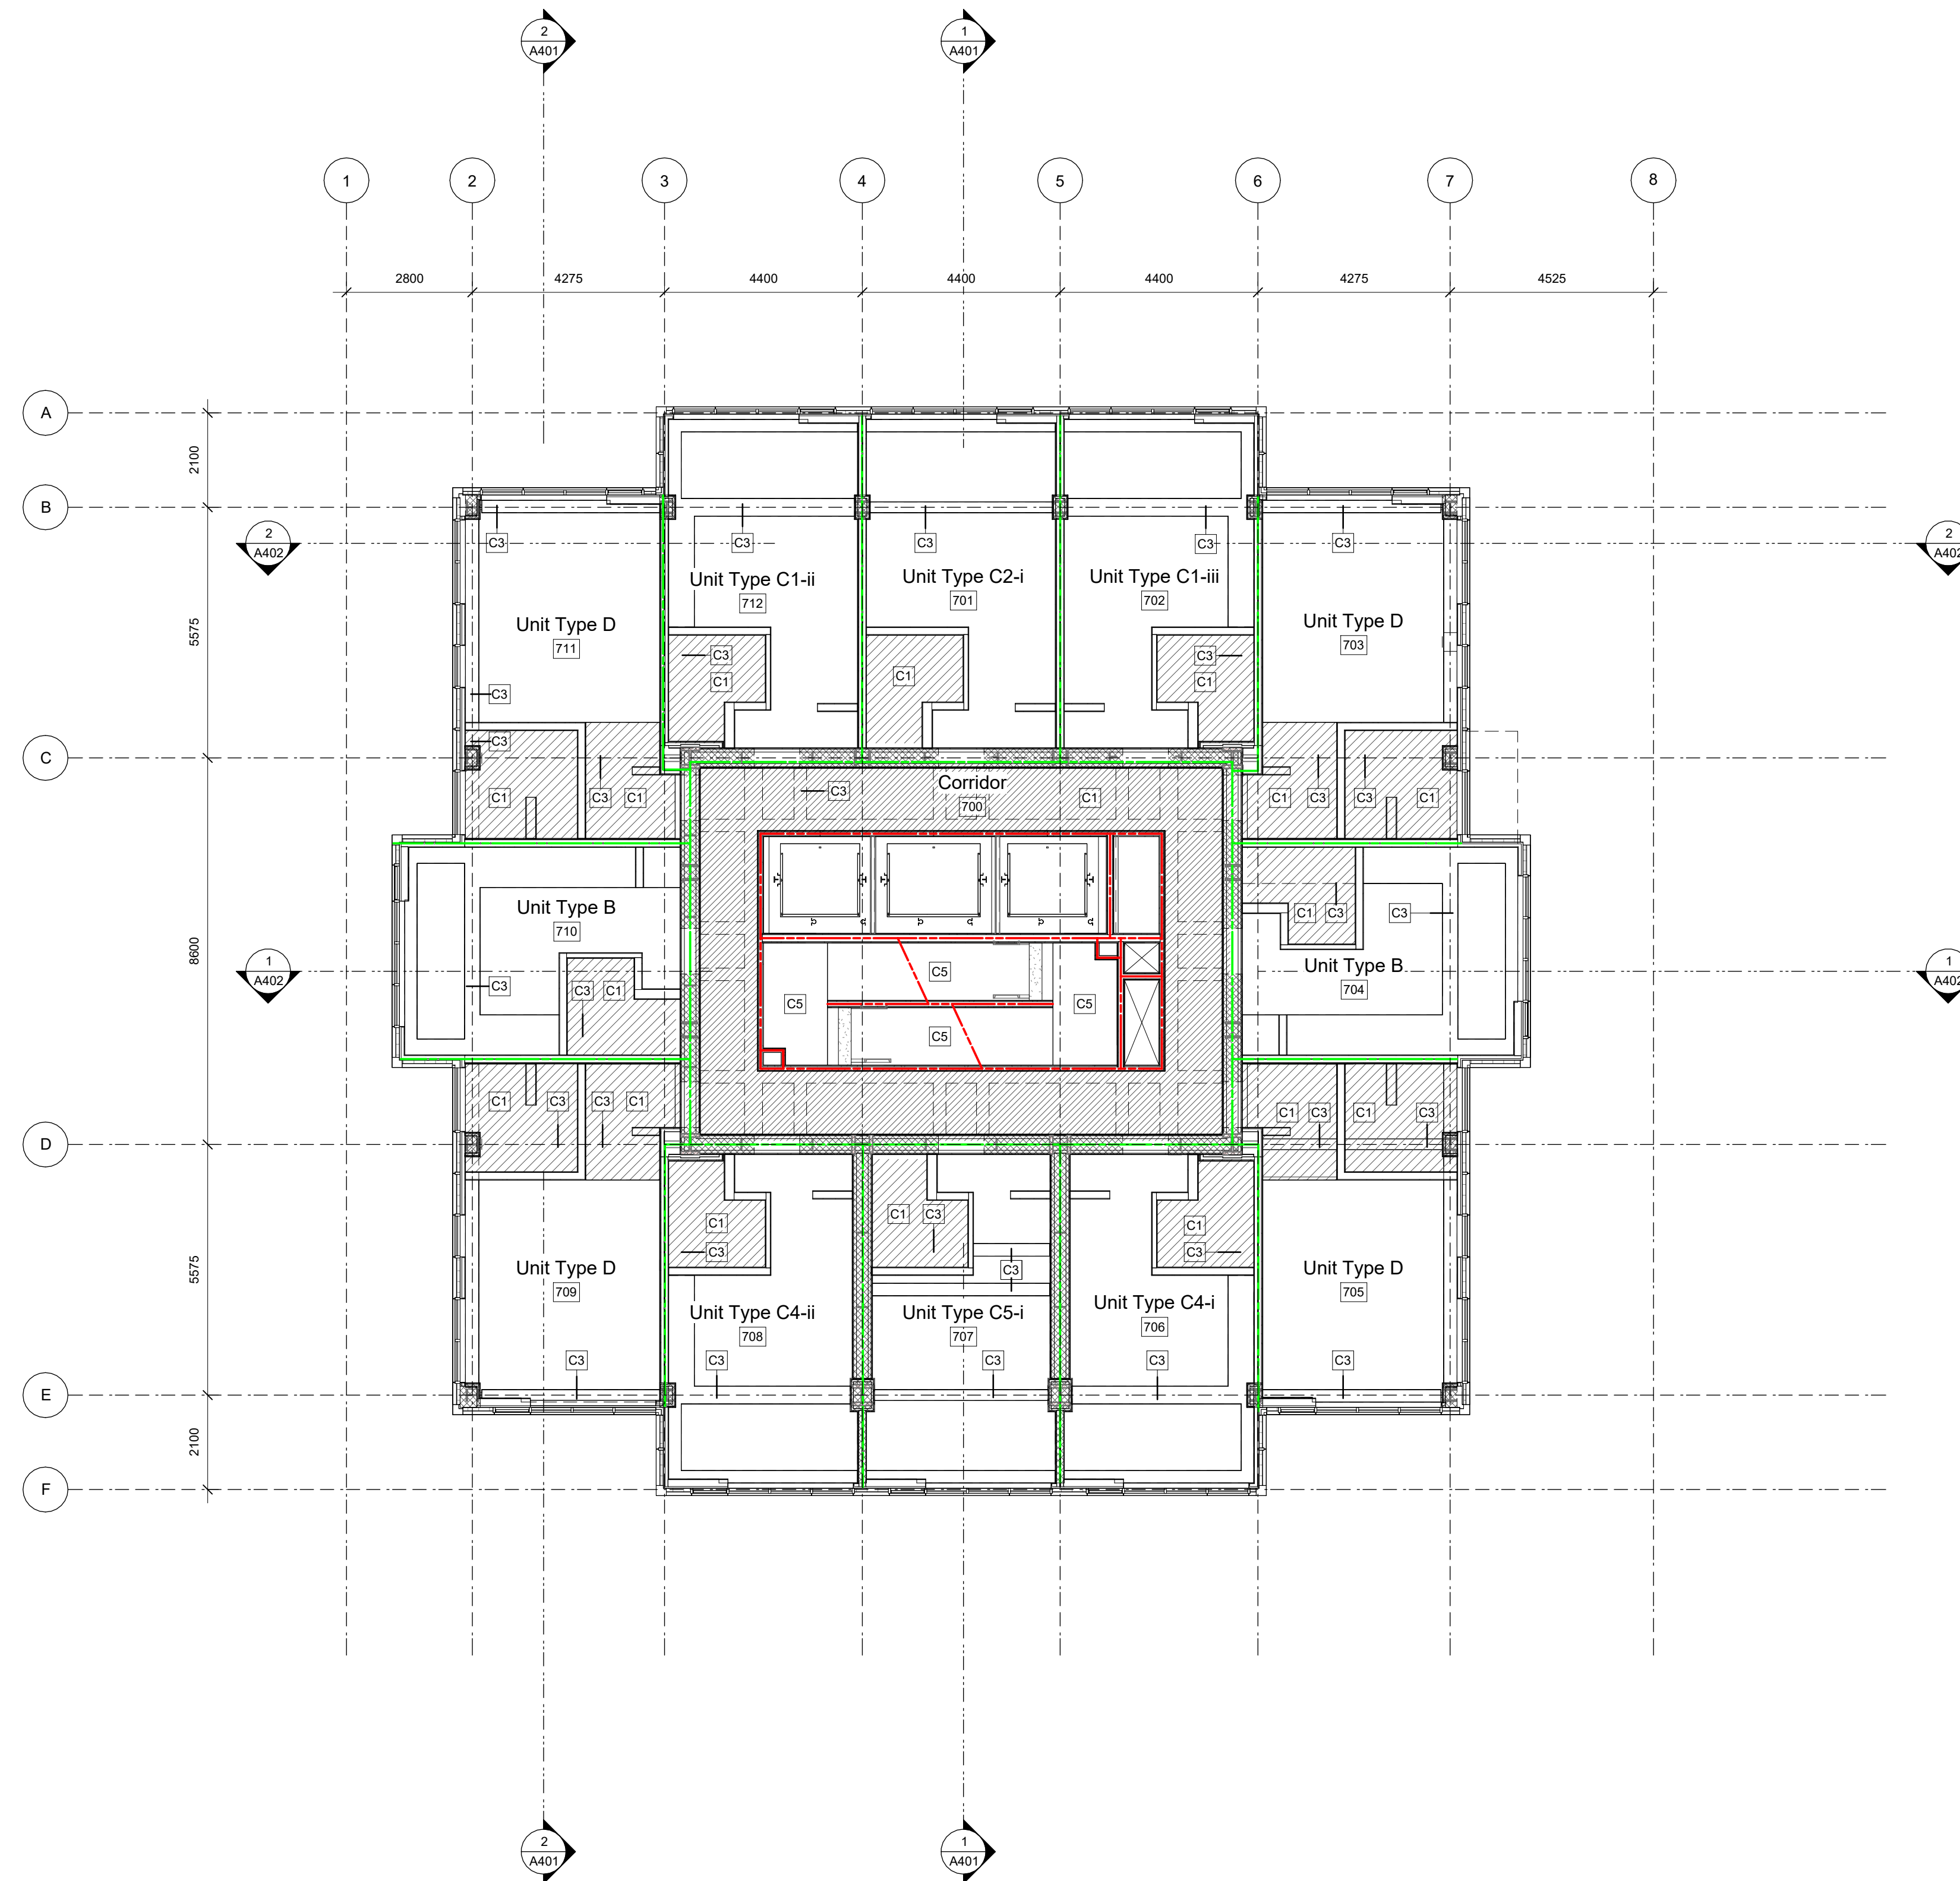 2
A401
1
A401
1
2
3
4
5
6
7
8
2800
4275
4400
4400
4400
4275
4525
A
2100
B
2
A402
C3
C3
C3
C3
C3
2
A402
Unit Type C1-ii
712
Unit Type C2-i
701
Unit Type C1-iii
702
Unit Type D
711
Unit Type D
703
5575
C3
C1
C1
C3
C1
C3
C3
C
C1
C3
C1
Corridor
700
C3
C1
C1
C3
C3
C1
Unit Type B
710
C1
C3
C3
8600
1
A402
C3
C3
C1
C5
C5
C5
C5
Unit Type B
704
1
A402
C1
C3
C3
C1
C1
C3
C1
C3
D
C1
C3
C1
C3
C1
C3
C3
5575
Unit Type D
709
Unit Type C4-ii
708
Unit Type C5-i
707
Unit Type C4-i
706
Unit Type D
705
C3
C3
C3
C3
C3
E
2100
F
2
A401
1
A401